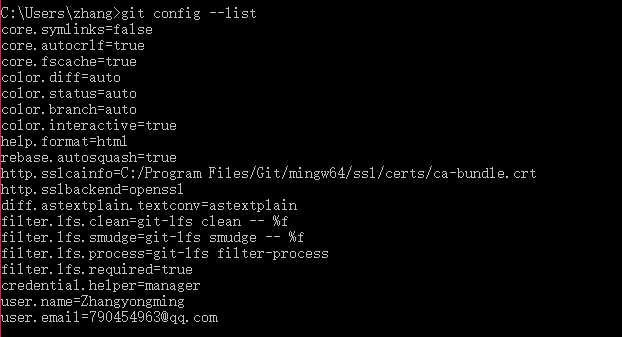 C:\Users\zhang>git config --list
core.symlinks=false
core.autocrlf=true
core.fscache=true
color.diff=auto
color.status=auto
color.branch=auto
color.interactive=true
help.format=html
rebase.autosquash=true
http.sslcainfo=C:/Program Files/Git/mingw64/ssl/certs/ca-bundle.crt
http.sslbackend=openssl
diff.astextplain.textconv=astextplain
filter.lfs.clean=git-lfs clean -- %f
filter.lfs.smudge=git-lfs smudge -- %f
filter.lfs.process=git-lfs filter-process
filter.lfs.required=true
credential.helper=manager
user.name=Zhangyongming
user.email=790454963@qq.com